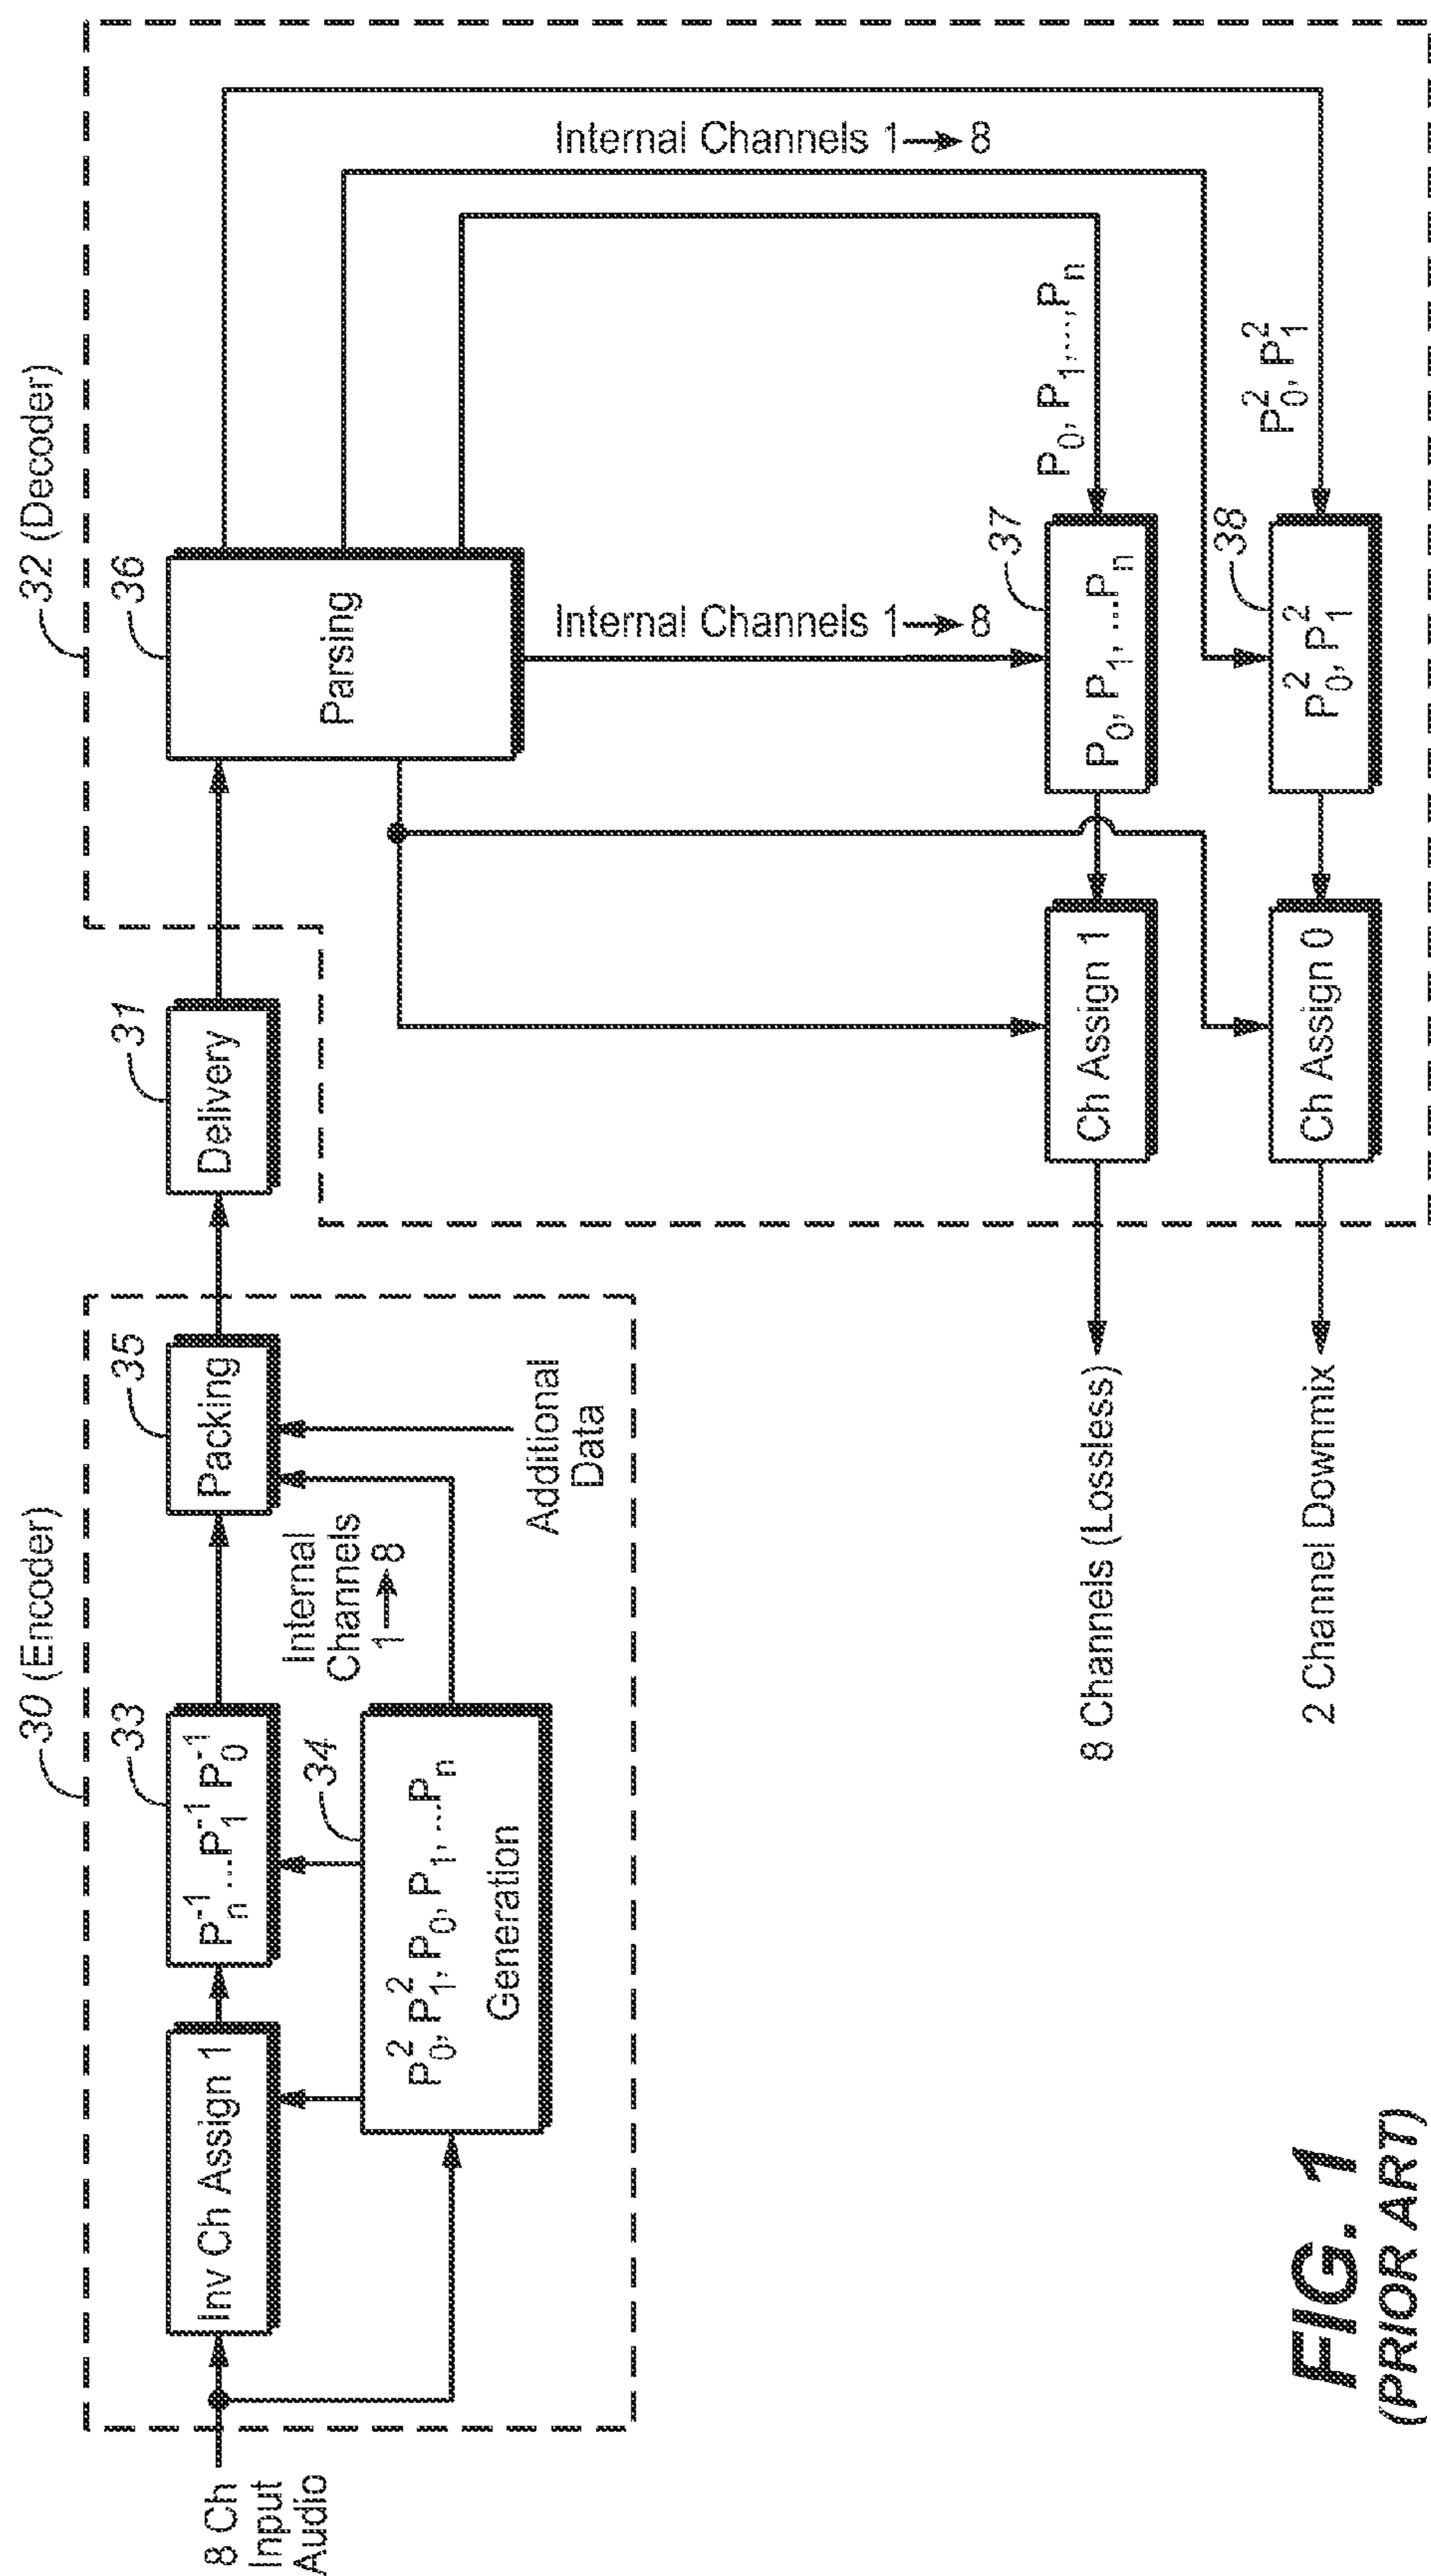 30 (Encoder)
8 Ch
Input
Audio
Inv Ch Assign 1
33
P_n^-1 ...P_1^-1 P_0^-1
34
P_0^2, P_1^2, P_0, P_1, ...P_n
Generation
Internal
Channels
1→8
35
Packing
Additional
Data
31
Delivery
32 (Decoder)
36
Parsing
Internal Channels 1→8
Internal Channels 1→8
P_0, P_1,...,P_n
37
P_0, P_1, ...P_n
P_0^2, P_1^2
38
P_0^2, P_1^2
Ch Assign 1
Ch Assign 0
8 Channels (Lossless)
2 Channel Downmix
FIG. 1
(PRIOR ART)